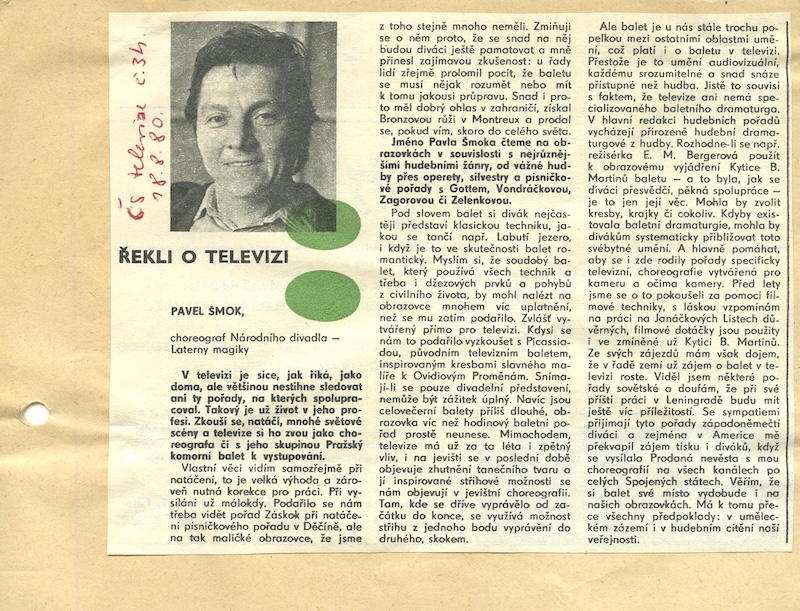 ČS televize č. 34.
18.8.80.
ŘEKLI O TELEVIZI
PAVEL ŠMOK,
choreograf Národního divadla –
Laterny magiky
V televizi je sice, jak říká, jako
doma, ale většinou nestihne sledovat
ani ty pořady, na kterých spolupra-
coval. Takový je už život v jeho pro-
fesi. Zkouší se, natáčí, mnohé světové
scény a televize si ho zvou jako cho-
reografa či s jeho skupinou Pražský
komorní balet k vystupování.
Vlastní věci vidím samozřejmě při
natáčení, to je velká výhoda a záro-
veň nutná korekce pro práci. Při vy-
sílání už málokdy. Podařilo se nám
třeba vidět pořad Záskok při natáče-
ní písničkového pořadu v Děčíně, ale
na tak maličké obrazovce, že jsme
z toho stejně mnoho neměli. Zmiňuji
se o něm proto, že se snad na něj
budou diváci ještě pamatovat a mně
přinesl zajímavou zkušenost: u řady
lidí zřejmě prolomil pocit, že baletu
se musí nějak rozumět nebo mít
k tomu jakousi průpravu. Snad i pro-
to měl dobrý ohlas v zahraničí, získal
Bronzovou růži v Montreux a prodal
se, pokud vím, skoro do celého světa.
Jméno Pavla Šmoka čteme na ob-
razovkách v souvislosti s nejrůzněj-
šími hudebními žánry, od vážné hud-
by přes operety, silvestry a písničko-
vé pořady s Gottem, Vondráčkovou,
Zagorovou či Zelenkovou.
Pod slovem balet si divák nejčas-
těji představí klasickou techniku, ja-
kou se tančí např. Labutí jezero,
i když je to ve skutečnosti balet ro-
mantický. Myslím si, že soudobý ba-
let, který používá všech technik a
třeba i džezových prvků a pohybů
z civilního života, by mohl nalézt na
obrazovce mnohem víc uplatnění,
než se mu zatím podařilo. Zvlášť vy-
tvářený přímo pro televizi. Kdysi se
nám to podařilo vyzkoušet s Picassia-
dou, původním televizním baletem,
inspirovaným kresbami slavného ma-
líře k Ovidiovým Proměnám. Sníma-
jí-li se pouze divadelní představení,
nemůže být zážitek úplný. Navíc jsou
celovečerní balety příliš dlouhé, ob-
razovka víc než hodinový baletní po-
řad prostě neunese. Mimochodem,
televize má už za ta léta i zpětný
vliv, i na jevišti se v poslední době
objevuje zhutnění tanečního tvaru a
jí inspirované střihové možnosti se
nám objevují v jevištní choreografii.
Tam, kde se dříve vyprávělo od za-
čátku do konce, se využívá možnost
střihu z jednoho bodu vyprávění do
druhého, skokem.
Ale balet je u nás stále trochu po-
pelkou mezi ostatními oblastmi umě-
ní, což platí i o baletu v televizi.
Přestože je to umění audiovizuální,
každému srozumitelné a snad snáze
přístupné než hudba. Jistě to souvisí
s faktem, že televize ani nemá spe-
cializovaného baletního dramaturga.
V hlavní redakci hudebních pořadů
vycházejí přirozeně hudební drama-
turgové z hudby. Rozhodne-li se např.
režisérka E. M. Bergerová použít
k obrazovému vyjádření Kytice B.
Martinů baletu – a to byla, jak se
diváci přesvědčí, pěkná spolupráce –
je to jen její věc. Mohla by zvolit
kresby, krajky či cokoliv. Kdyby exis-
tovala baletní dramaturgie, mohla by
divákům systematicky přibližovat toto
svébytné umění. A hlavně pomáhat,
aby se i zde rodily pořady specificky
televizní, choreografie vytvářená pro
kameru a očima kamery. Před lety
jsme se o to pokoušeli za pomoci fil-
mové techniky, s láskou vzpomínám
na práci na Janáčkových Listech dů-
věrných, filmové dotáčky jsou použity
i ve zmíněné už Kytici B. Martinů.
Ze svých zájezdů mám však dojem,
že v řadě zemí už zájem o balet v te-
levizi roste. Viděl jsem některé po-
řady sovětské a doufám, že při své
příští práci v Leningradě budu mít
ještě víc příležitostí. Se sympatiemi
přijímají tyto pořady západoněmečtí
diváci a zejména v Americe mě
překvapil zájem tisku i diváků, když
se vysílala Prodaná nevěsta s mou
choreografií na všech kanálech po
celých Spojených státech. Věřím, že
si balet své místo vydobude i na
našich obrazovkách. Má k tomu pře-
ce všechny předpoklady: v umělec-
kém zázemí i v hudebním cítění naší
veřejnosti.